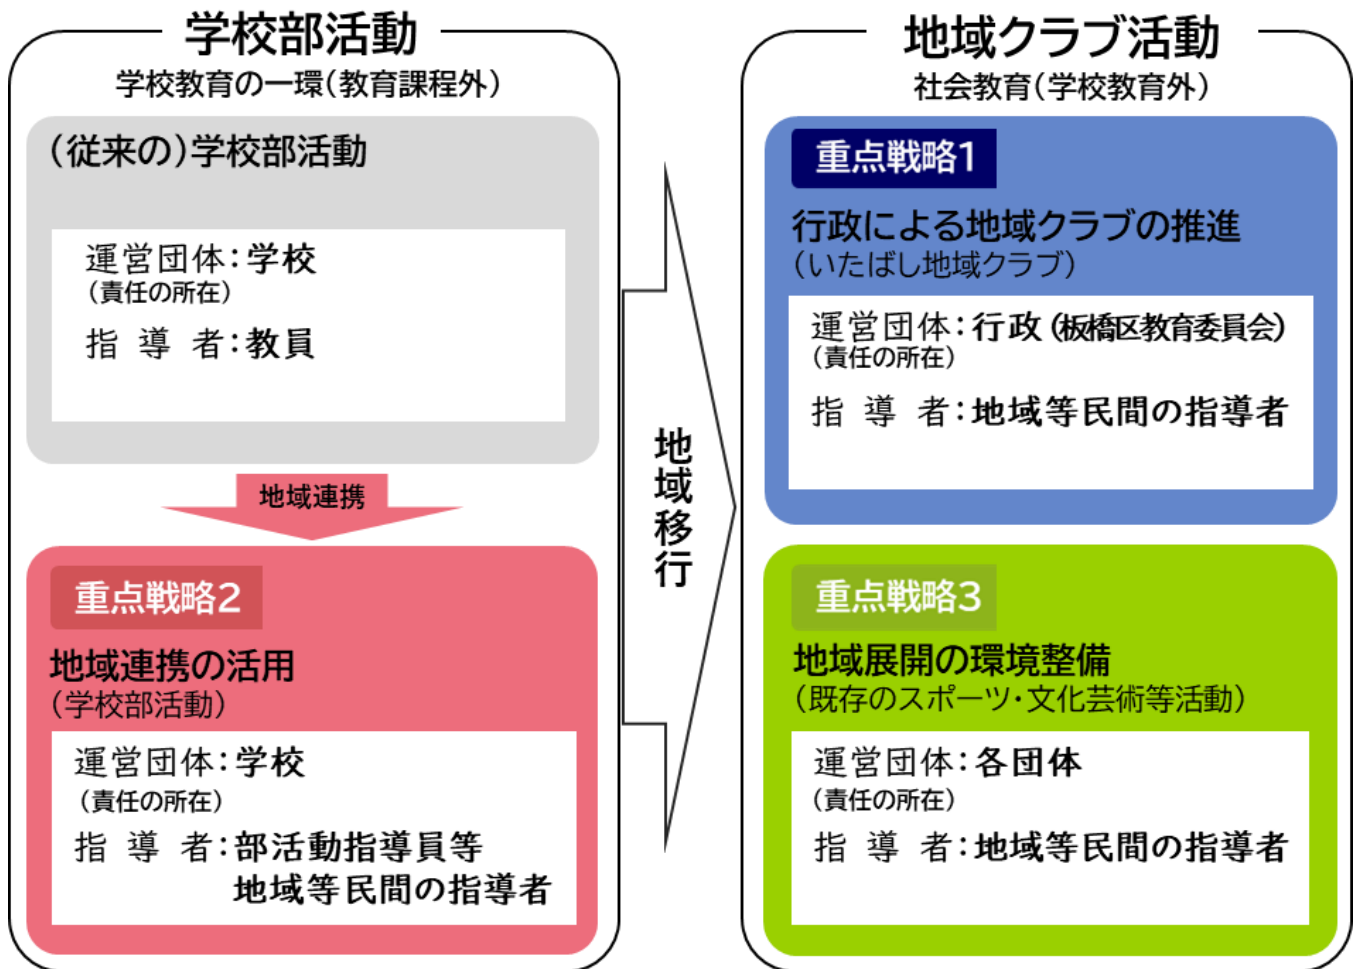 学校部活動
学校教育の一環(教育課程外)
(従来の)学校部活動
運営団体:学校
(責任の所在)
指 導 者:教員
地域連携
重点戦略2
地域連携の活用
(学校部活動)
運営団体:学校
(責任の所在)
指 導 者:部活動指導員等
地域等民間の指導者
地域移行
地域クラブ活動
社会教育(学校教育外)
重点戦略1
行政による地域クラブの推進
(いたばし地域クラブ)
運営団体:行政(板橋区教育委員会)
(責任の所在)
指 導 者:地域等民間の指導者
重点戦略3
地域展開の環境整備
(既存のスポーツ・文化芸術等活動)
運営団体:各団体
(責任の所在)
指 導 者:地域等民間の指導者